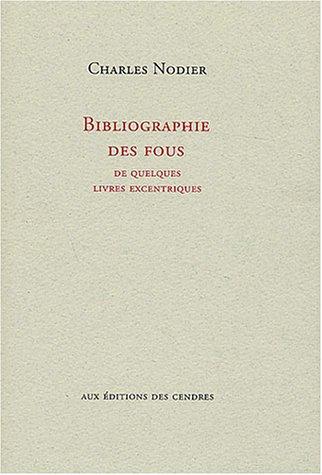 CHARLES NODIER
BIBLIOGRAPHIE
DES FOUS
DE QUELQUES
LIVRES EXCENTRIQUES
AUX ÉDITIONS DES CENDRES